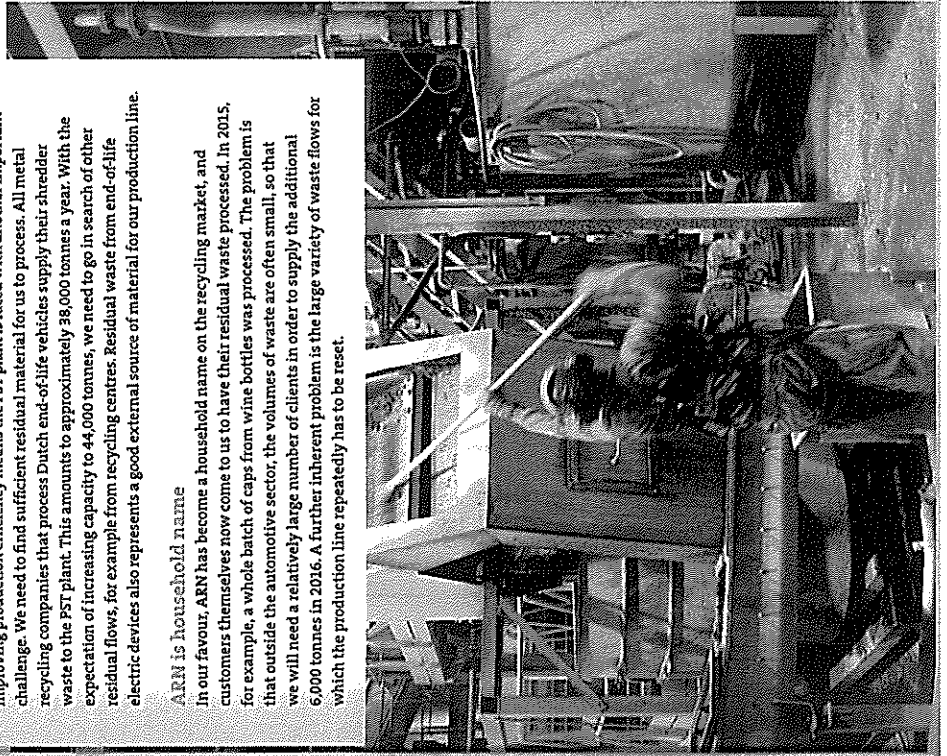 improving production efficiency means the PST plant is faced with
challenge. We need to find sufficient residual material for us to process. All metal
recycling companies that process Dutch end-of-life vehicles supply their shredder
waste to the PST plant. This amounts to approximately 38,000 tonnes a year. With the
expectation of increasing capacity to 44,000 tonnes, we need to go in search of other
residual flows, for example from recycling centres. Residual waste from end-of-life
electric devices also represents a good external source of material for our production line.
ARN is household name
In our favour, ARN has become a household name on the recycling market, and
customers themselves now come to us to have their residual waste processed. In 2015,
for example, a whole batch of caps from wine bottles was processed. The problem is
that outside the automotive sector, the volumes of waste are often small, so that
we will need a relatively large number of clients in order to supply the additional
6,000 tonnes in 2016. A further inherent problem is the large variety of waste flows for
which the production line repeatedly has to be reset.